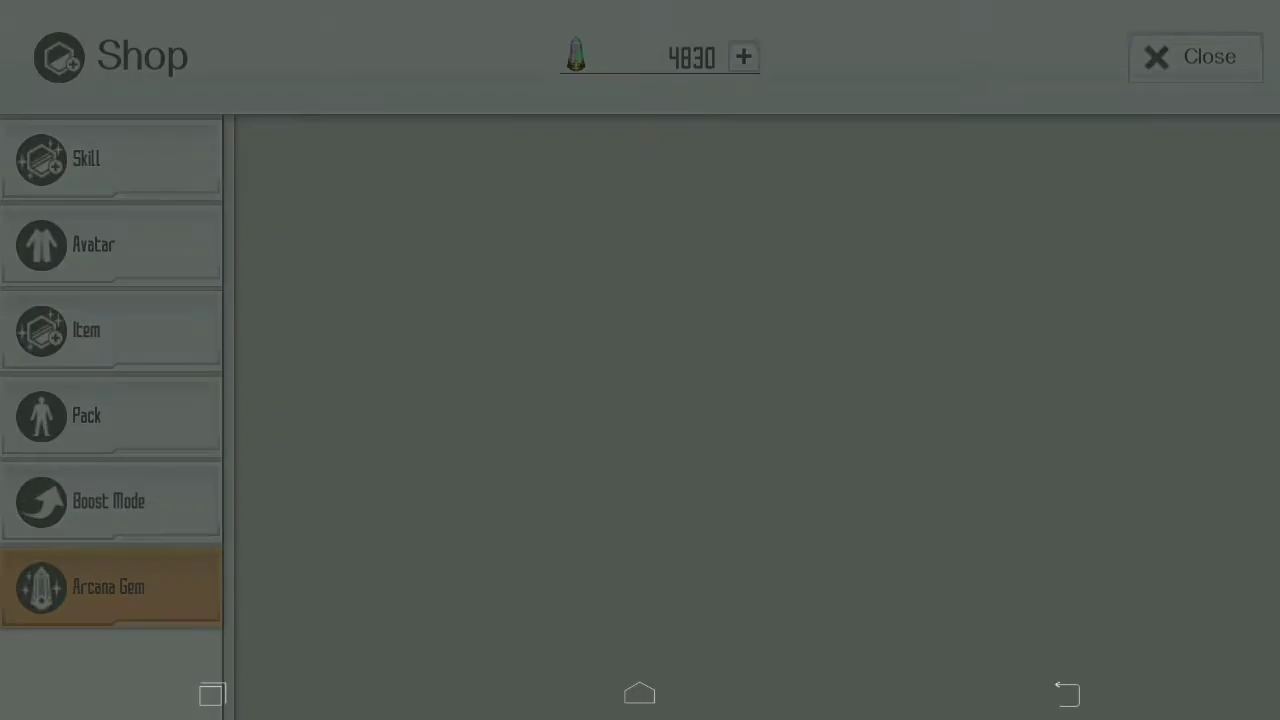 Shop
4830
Close
Skill
Avatar
Item
Pack
Boost Mode
Arcana Gem